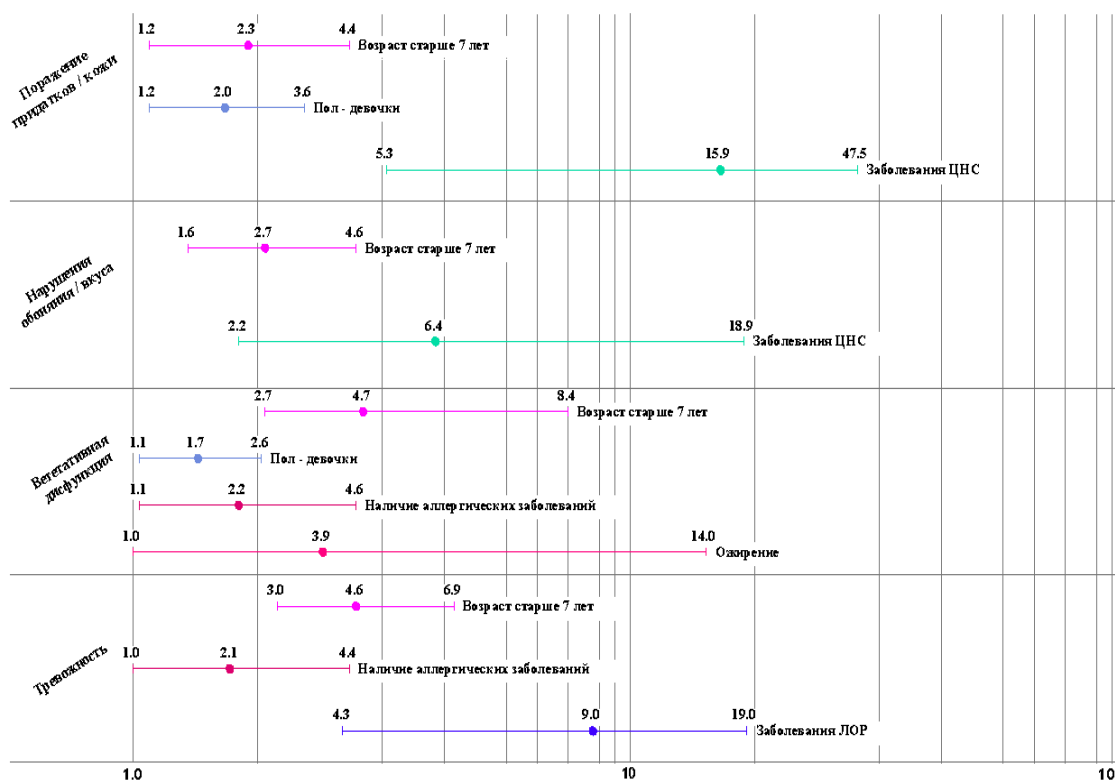 Поражение
придатков / кожи
1.2 2.3 4.4
Возраст старше 7 лет
1.2 2.0 3.6
Пол - девочки
5.3 15.9 47.5
Заболевания ЦНС
Нарушения
обоняния / вкуса
1.6 2.7 4.6
Возраст старше 7 лет
2.2 6.4 18.9
Заболевания ЦНС
Вегетативная
дисфункция
2.7 4.7 8.4
Возраст старше 7 лет
1.1 1.7 2.6
Пол - девочки
1.1 2.2 4.6
Наличие аллергических заболеваний
1.0 3.9 14.0
Ожирение
Тревожность
3.0 4.6 6.9
Возраст старше 7 лет
1.0 2.1 4.4
Наличие аллергических заболеваний
4.3 9.0 19.0
Заболевания ЛОР
1.0 10 10